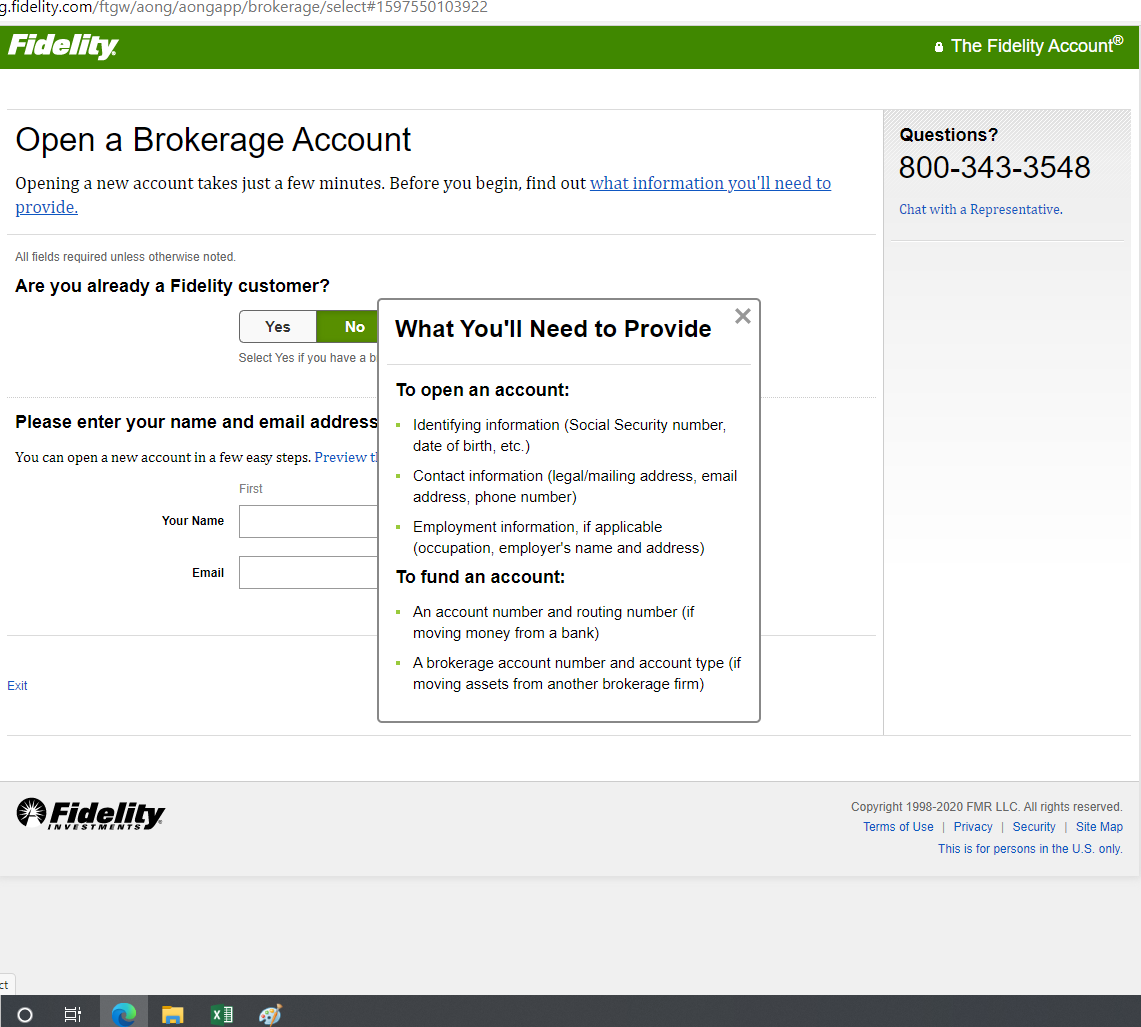 g.fidelity.com/ftgw/aong/aongapp/brokerage/select#1597550103922
Fidelity
The Fidelity Account®
Open a Brokerage Account
Opening a new account takes just a few minutes. Before you begin, find out what information you'll need to
provide.
Questions?
800-343-3548
Chat with a Representative.
All fields required unless otherwise noted.
Are you already a Fidelity customer?
Yes No
Select Yes if you have a b
Please enter your name and email address
You can open a new account in a few easy steps. Preview t
First
Your Name
Email
Exit
What You'll Need to Provide
To open an account:
Identifying information (Social Security number,
date of birth, etc.)
Contact information (legal/mailing address, email
address, phone number)
Employment information, if applicable
(occupation, employer's name and address)
To fund an account:
An account number and routing number (if
moving money from a bank)
A brokerage account number and account type (if
moving assets from another brokerage firm)
Fidelity
INVESTMENTS
Copyright 1998-2020 FMR LLC. All rights reserved.
Terms of Use | Privacy | Security | Site Map
This is for persons in the U.S. only.
ct